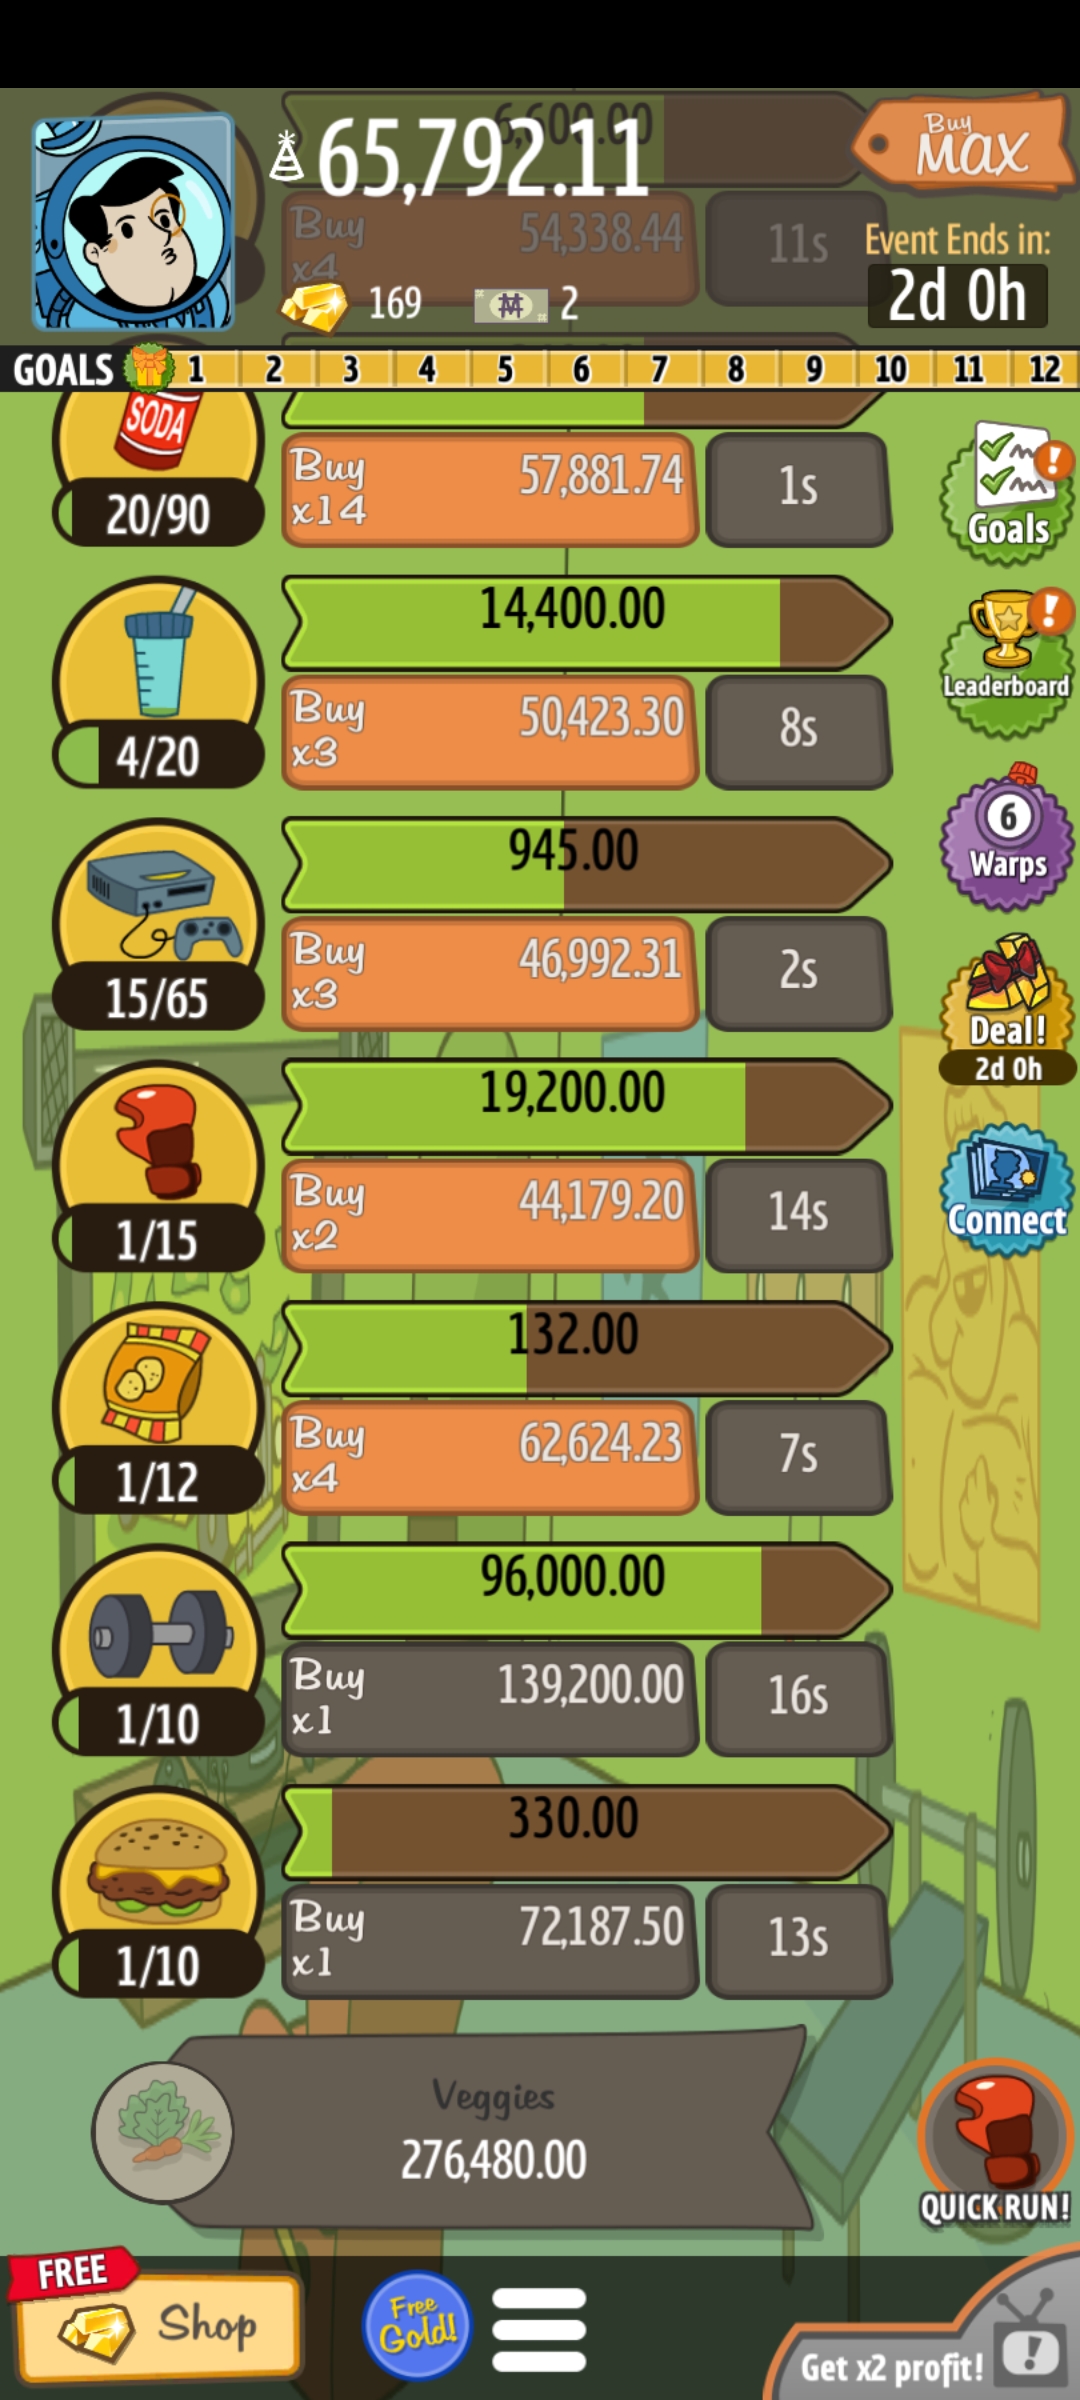 6,600.00
65,792.11
Buy
MAX
Buy
x4
54,338.44
11s
Event Ends in:
2d 0h
169
2
GOALS 1 2 3 4 5 6 7 8 9 10 11 12
SODA
20/90
Buy
x14
57,881.74
1s
Goals
14,400.00
4/20
Buy
x3
50,423.30
8s
Leaderboard
945.00
15/65
Buy
x3
46,992.31
2s
6
Warps
Deal!
2d 0h
19,200.00
1/15
Buy
x2
44,179.20
14s
Connect
132.00
1/12
Buy
x4
62,624.23
7s
96,000.00
1/10
Buy
x1
139,200.00
16s
330.00
1/10
Buy
x1
72,187.50
13s
Veggies
276,480.00
QUICK RUN!
FREE
Shop
Free
Gold!
Get x2 profit!